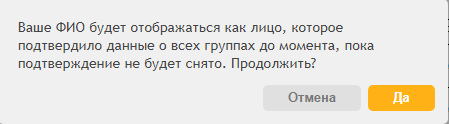 Ваше ФИО будет отображаться как лицо, которое
подтвердило данные о всех группах до момента, пока
подтверждение не будет снято. Продолжить?
Отмена Да